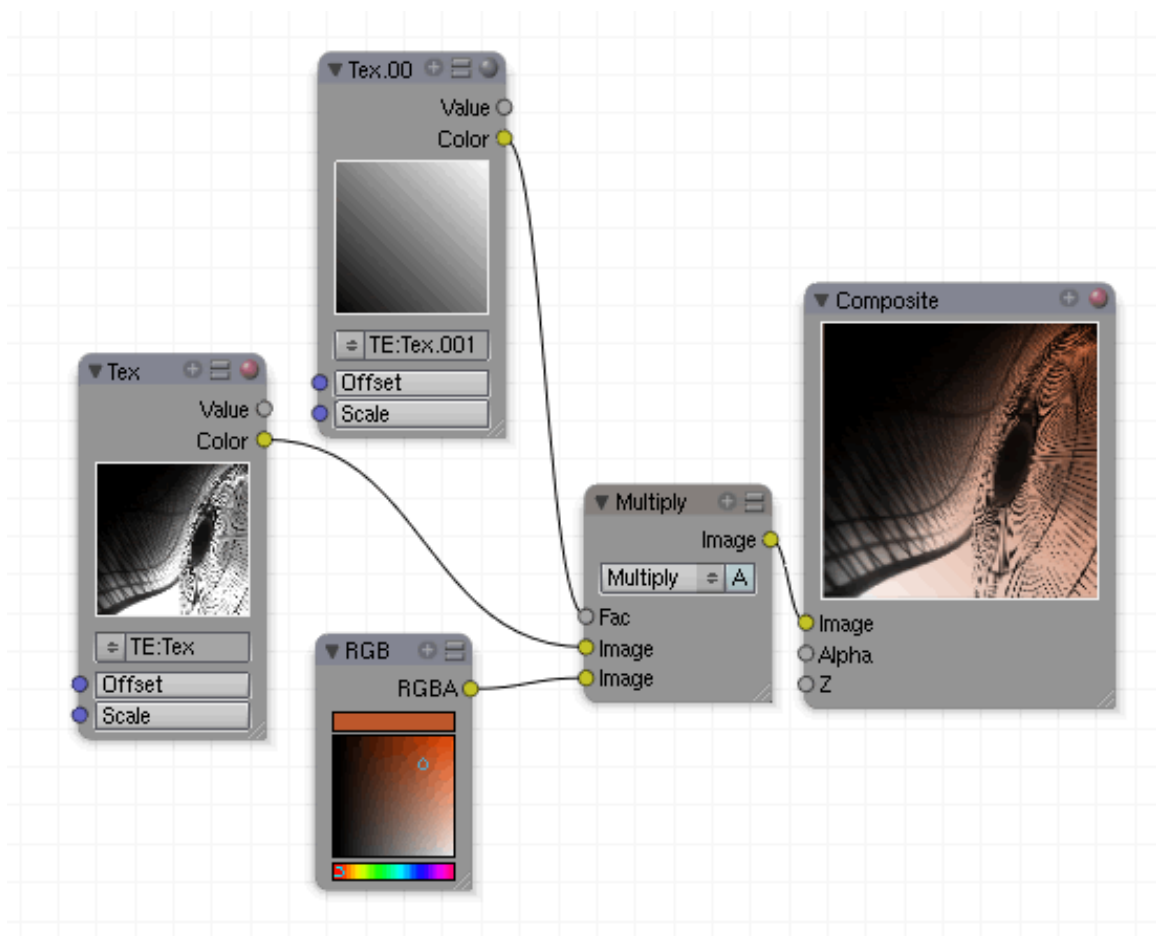 Tex.00
Value
Color
TE:Tex.001
Offset
Scale
Tex
Value
Color
TE:Tex
Offset
Scale
RGB
RGBA
Multiply
Image
Multiply A
Fac
Image
Image
Composite
Image
Alpha
Z